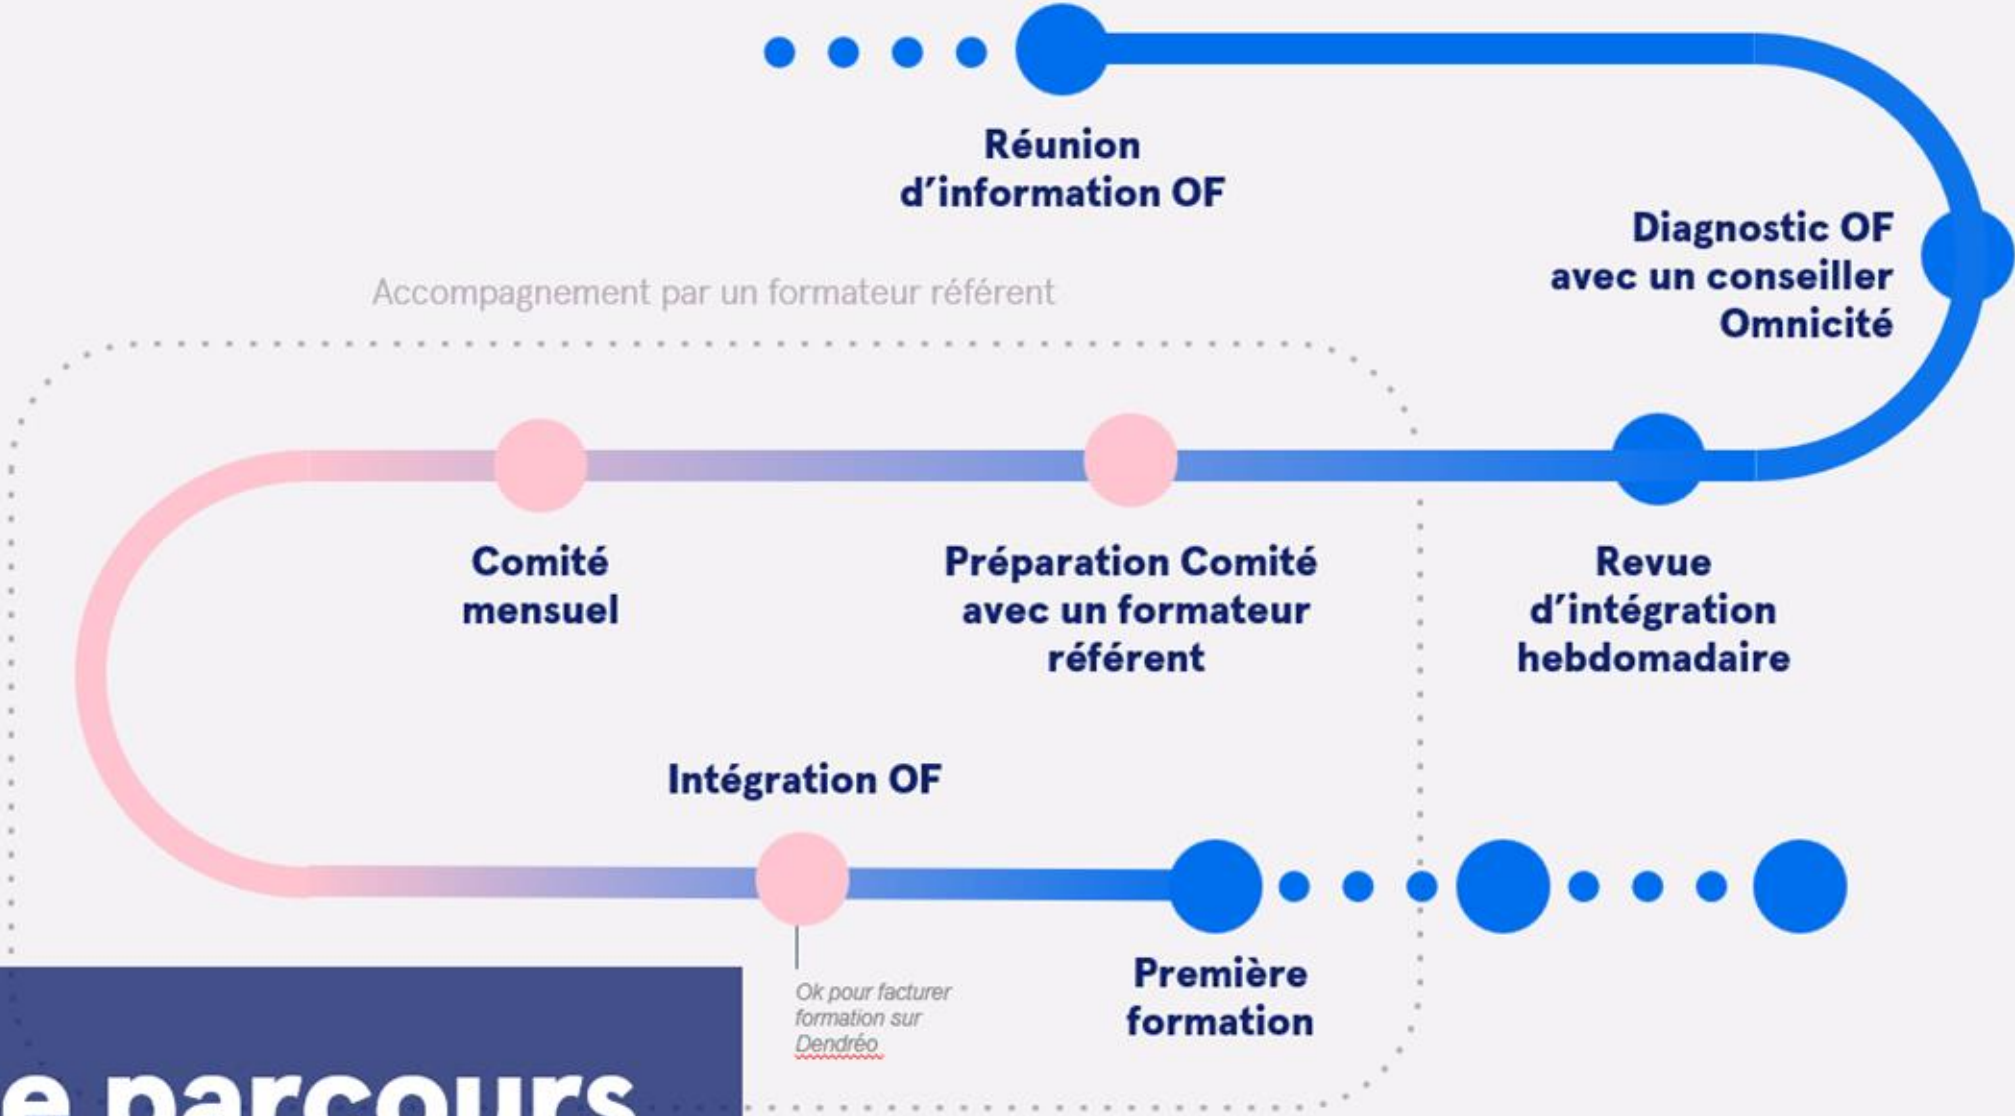 Réunion
d’information OF
Diagnostic OF
avec un conseiller
Omnicité
Accompagnement par un formateur référent
Comité
mensuel
Préparation Comité
avec un formateur
référent
Revue
d’intégration
hebdomadaire
Intégration OF
Ok pour facturer
formation sur
Dendréo
Première
formation
e parcours